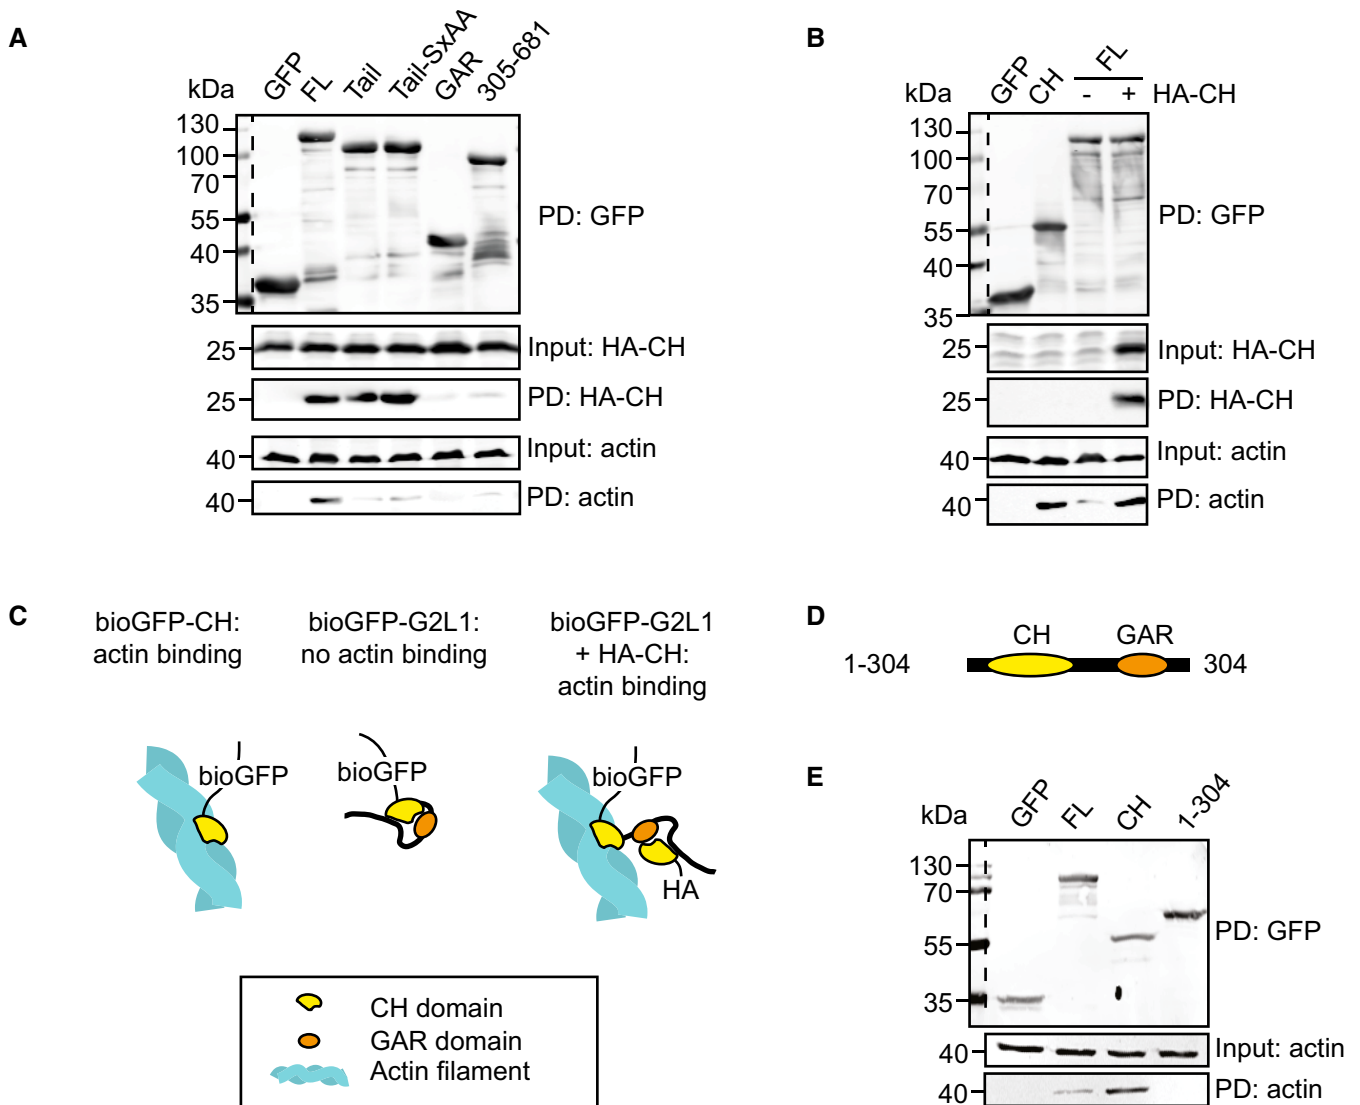 A
kDa
GFP
FL
Tail
Tail-SxAA
GAR
305-681
130
100
70
55
40
35
PD: GFP
25
Input: HA-CH
25
PD: HA-CH
40
Input: actin
40
PD: actin
B
kDa
GFP
CH
FL
- + HA-CH
130
100
70
55
40
35
PD: GFP
25
Input: HA-CH
25
PD: HA-CH
40
Input: actin
40
PD: actin
C
bioGFP-CH:
actin binding
bioGFP-G2L1:
no actin binding
bioGFP-G2L1
+ HA-CH:
actin binding
bioGFP
bioGFP
bioGFP
HA
CH domain
GAR domain
Actin filament
D
CH GAR
1-304 304
E
kDa
GFP
FL
CH
1-304
130
70
55
35
PD: GFP
40
Input: actin
40
PD: actin